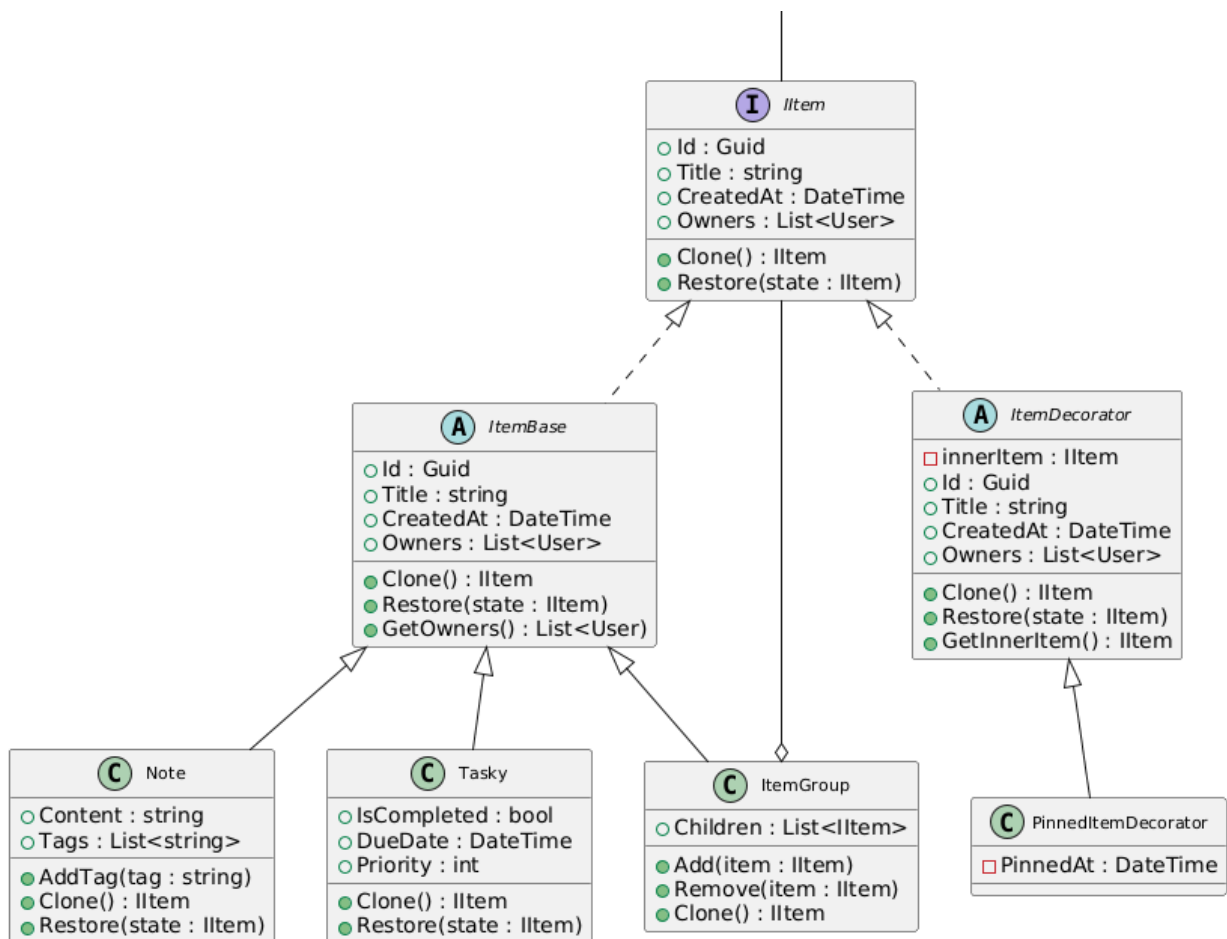 I IItem
Id : Guid
Title : string
CreatedAt : DateTime
Owners : List<User>
Clone() : IItem
Restore(state : IItem)
A ItemBase
Id : Guid
Title : string
CreatedAt : DateTime
Owners : List<User>
Clone() : IItem
Restore(state : IItem)
GetOwners() : List<User)
A ItemDecorator
innerItem : IItem
Id : Guid
Title : string
CreatedAt : DateTime
Owners : List<User>
Clone() : IItem
Restore(state : IItem)
GetInnerItem() : IItem
C Note
Content : string
Tags : List<string>
AddTag(tag : string)
Clone() : IItem
Restore(state : IItem)
C Tasky
IsCompleted : bool
DueDate : DateTime
Priority : int
Clone() : IItem
Restore(state : IItem)
C ItemGroup
Children : List<IItem>
Add(item : IItem)
Remove(item : IItem)
Clone() : IItem
C PinnedItemDecorator
PinnedAt : DateTime